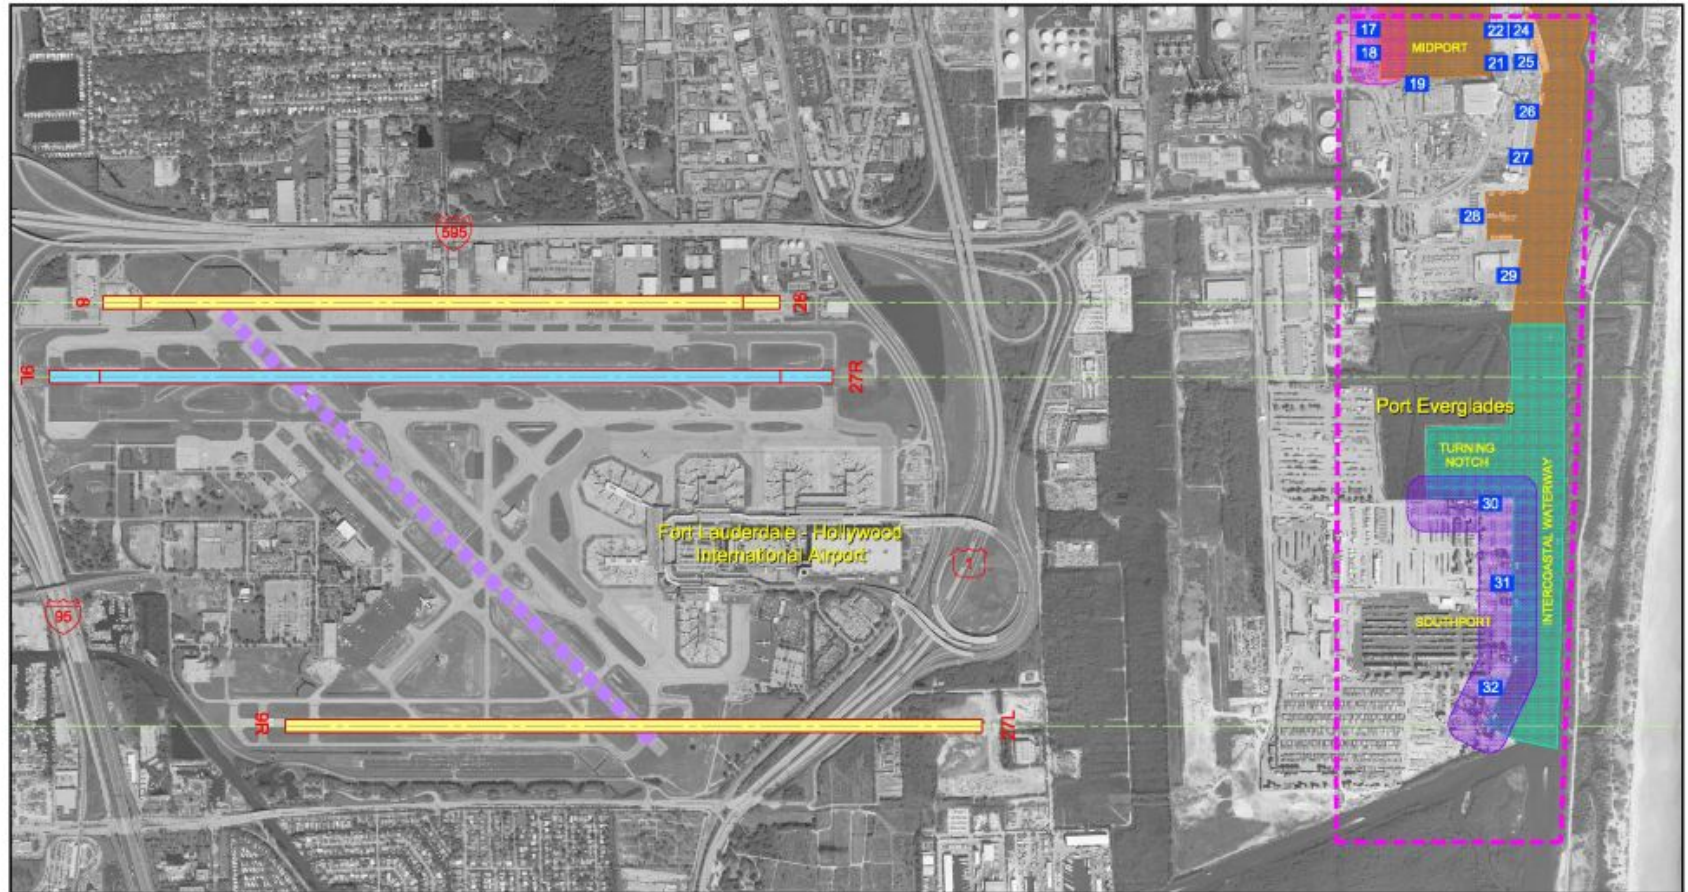 17
22
24
18
MIDPORT
21
25
19
26
27
595
28
29
8
26
9L
27R
Port Everglades
TURNING
NOTCH
30
Fort Lauderdale - Hollywood
International Airport
1
INTERCOASTAL WATERWAY
31
95
SOUTHPORT
32
9R
27L